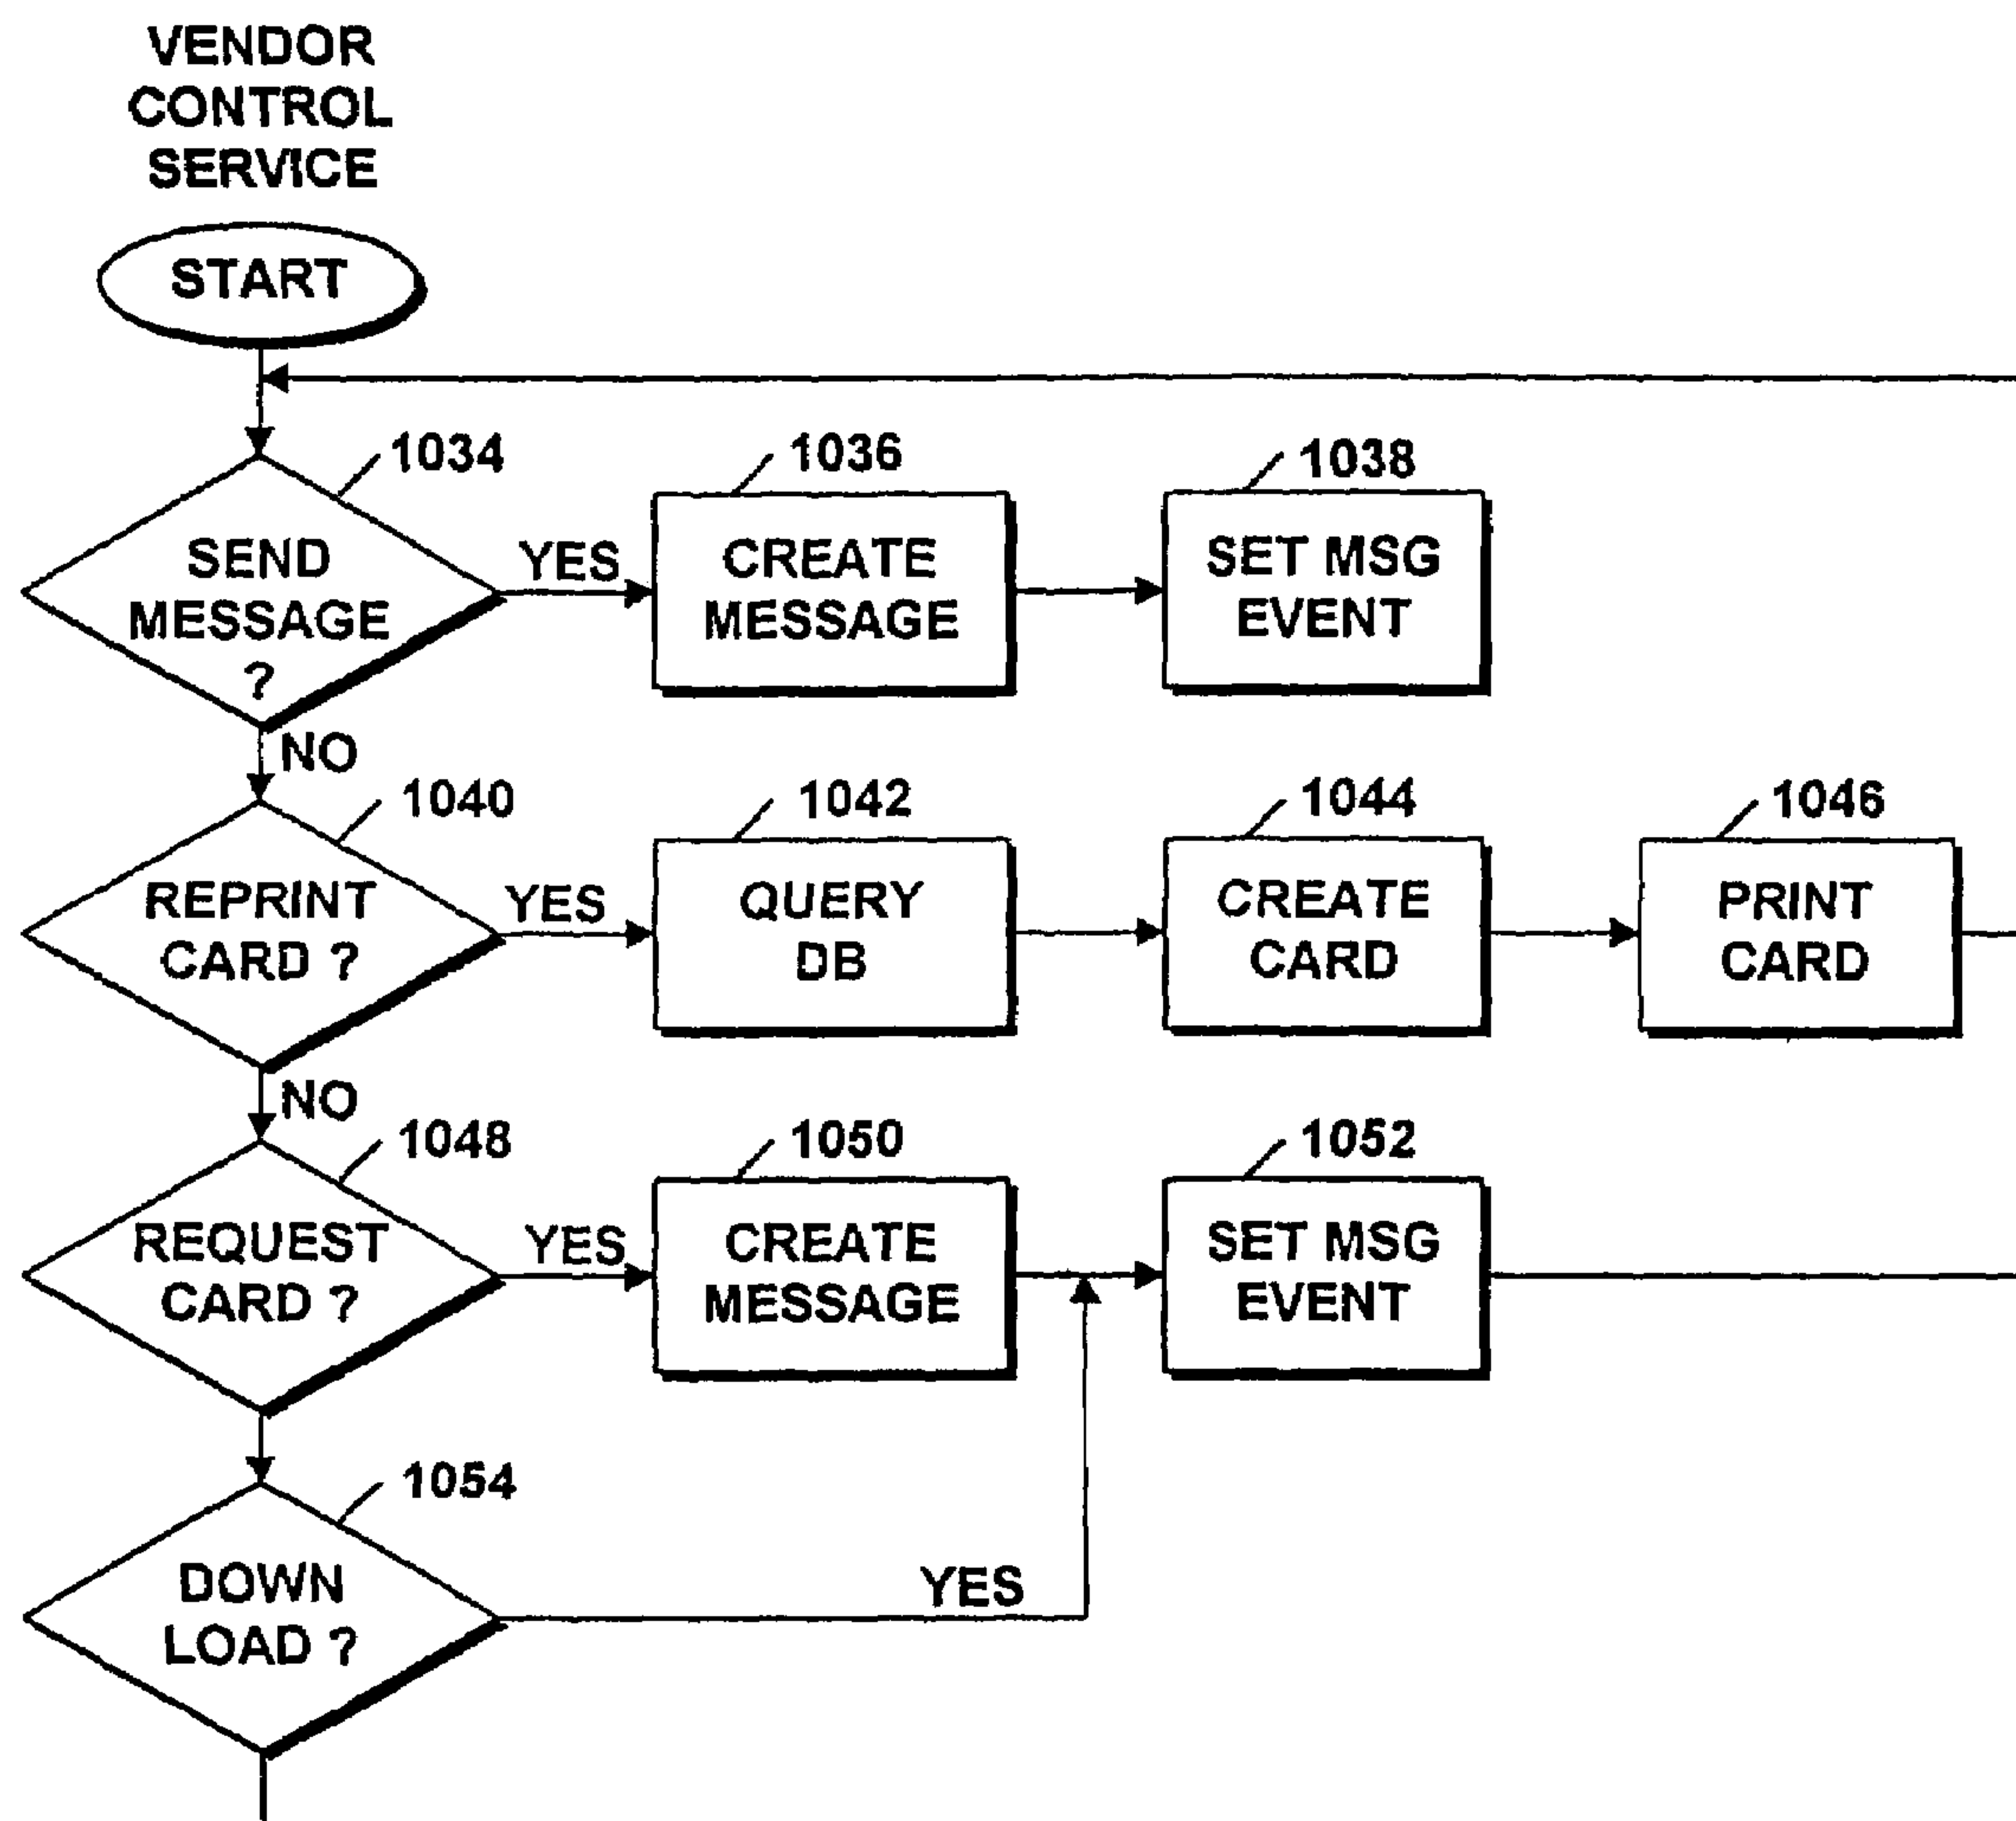 VENDOR
CONTROL
SERVICE
START
1034
1036
1038
SEND
MESSAGE
?
YES
CREATE
MESSAGE
SET MSG
EVENT
NO
1040
1042
1044
1046
REPRINT
CARD ?
YES
QUERY
DB
CREATE
CARD
PRINT
CARD
NO
1048
1050
1052
REQUEST
CARD ?
YES
CREATE
MESSAGE
SET MSG
EVENT
1054
DOWN
LOAD ?
YES